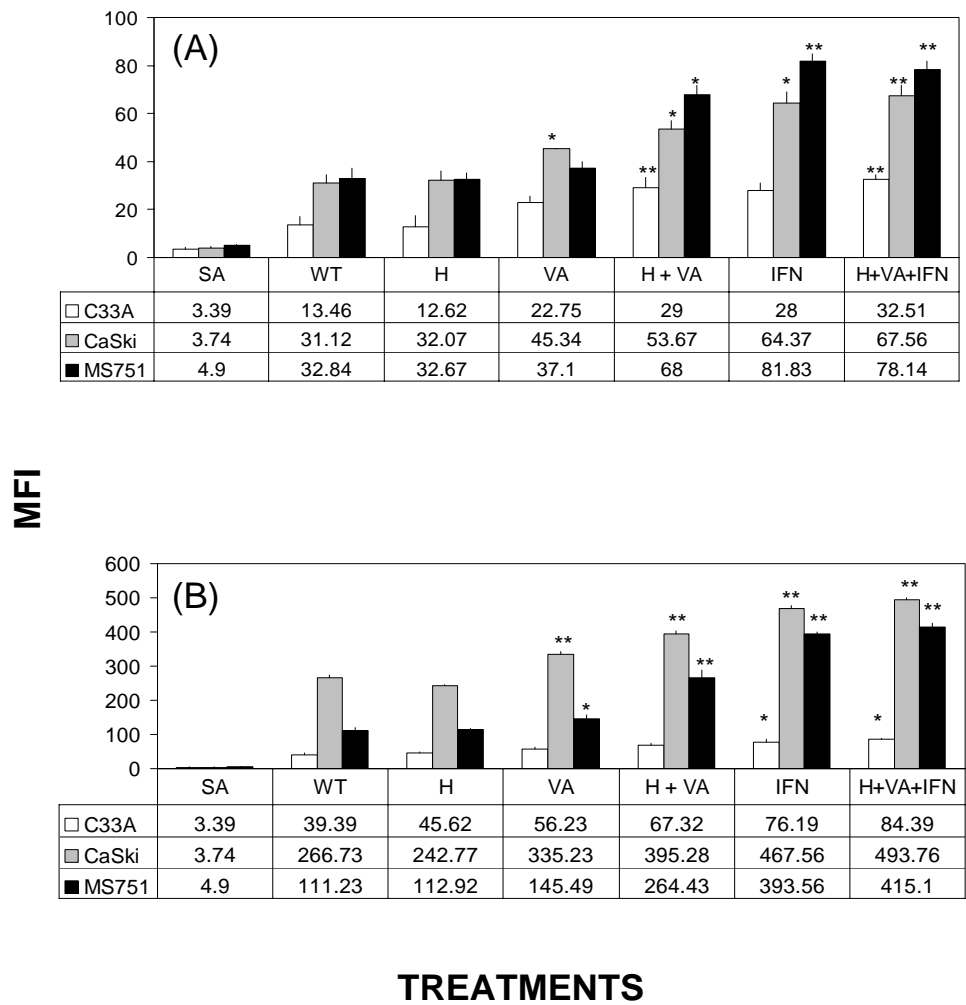 (A)
100
80
60
40
20
0
* * * * * ** **
** ** **
SA WT H VA H + VA IFN H+VA+IFN
C33A 3.39 13.46 12.62 22.75 29 28 32.51
CaSki 3.74 31.12 32.07 45.34 53.67 64.37 67.56
MS751 4.9 32.84 32.67 37.1 68 81.83 78.14
MFI
(B)
600
500
400
300
200
100
0
** ** ** **
* ** ** **
* *
SA WT H VA H + VA IFN H+VA+IFN
C33A 3.39 39.39 45.62 56.23 67.32 76.19 84.39
CaSki 3.74 266.73 242.77 335.23 395.28 467.56 493.76
MS751 4.9 111.23 112.92 145.49 264.43 393.56 415.1
TREATMENTS